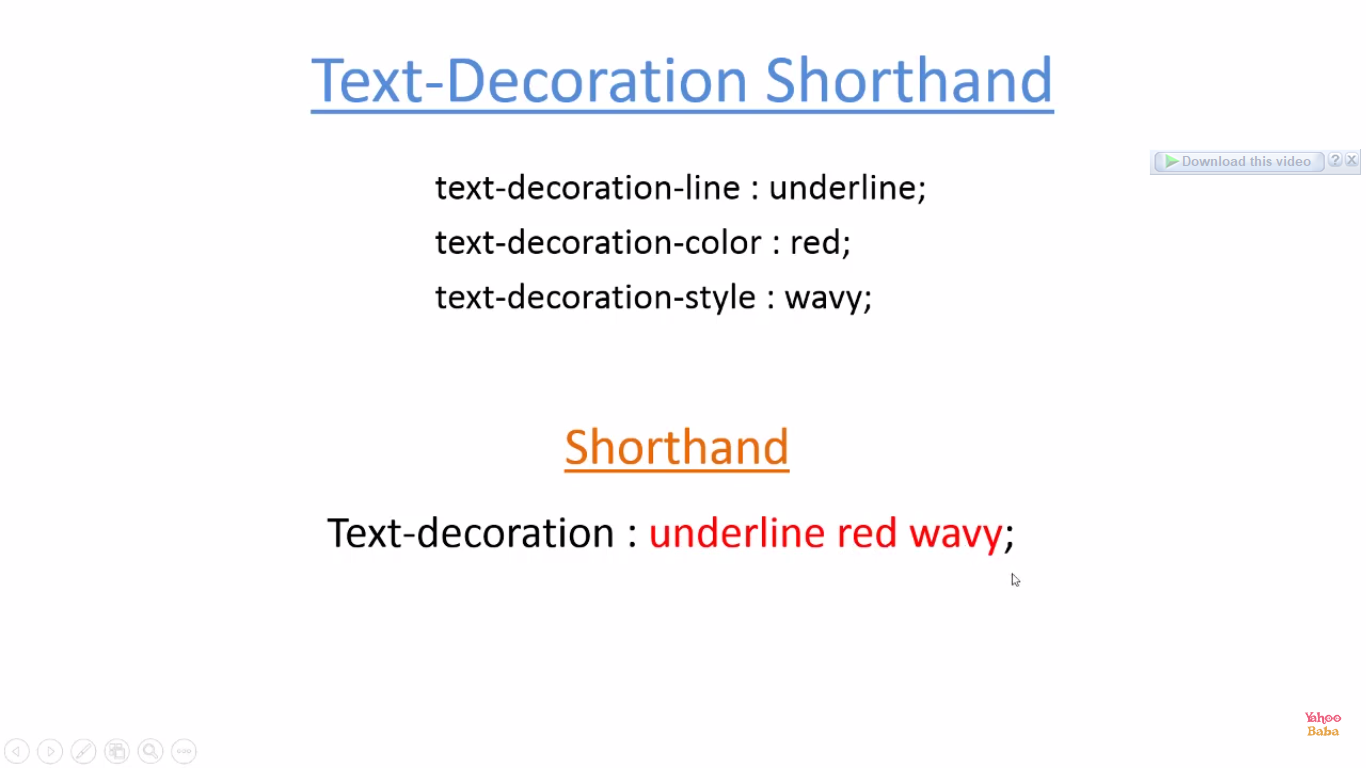 Text-Decoration Shorthand
Download this video
text-decoration-line : underline;
text-decoration-color : red;
text-decoration-style : wavy;
Shorthand
Text-decoration : underline red wavy;
Yahoo
Baba